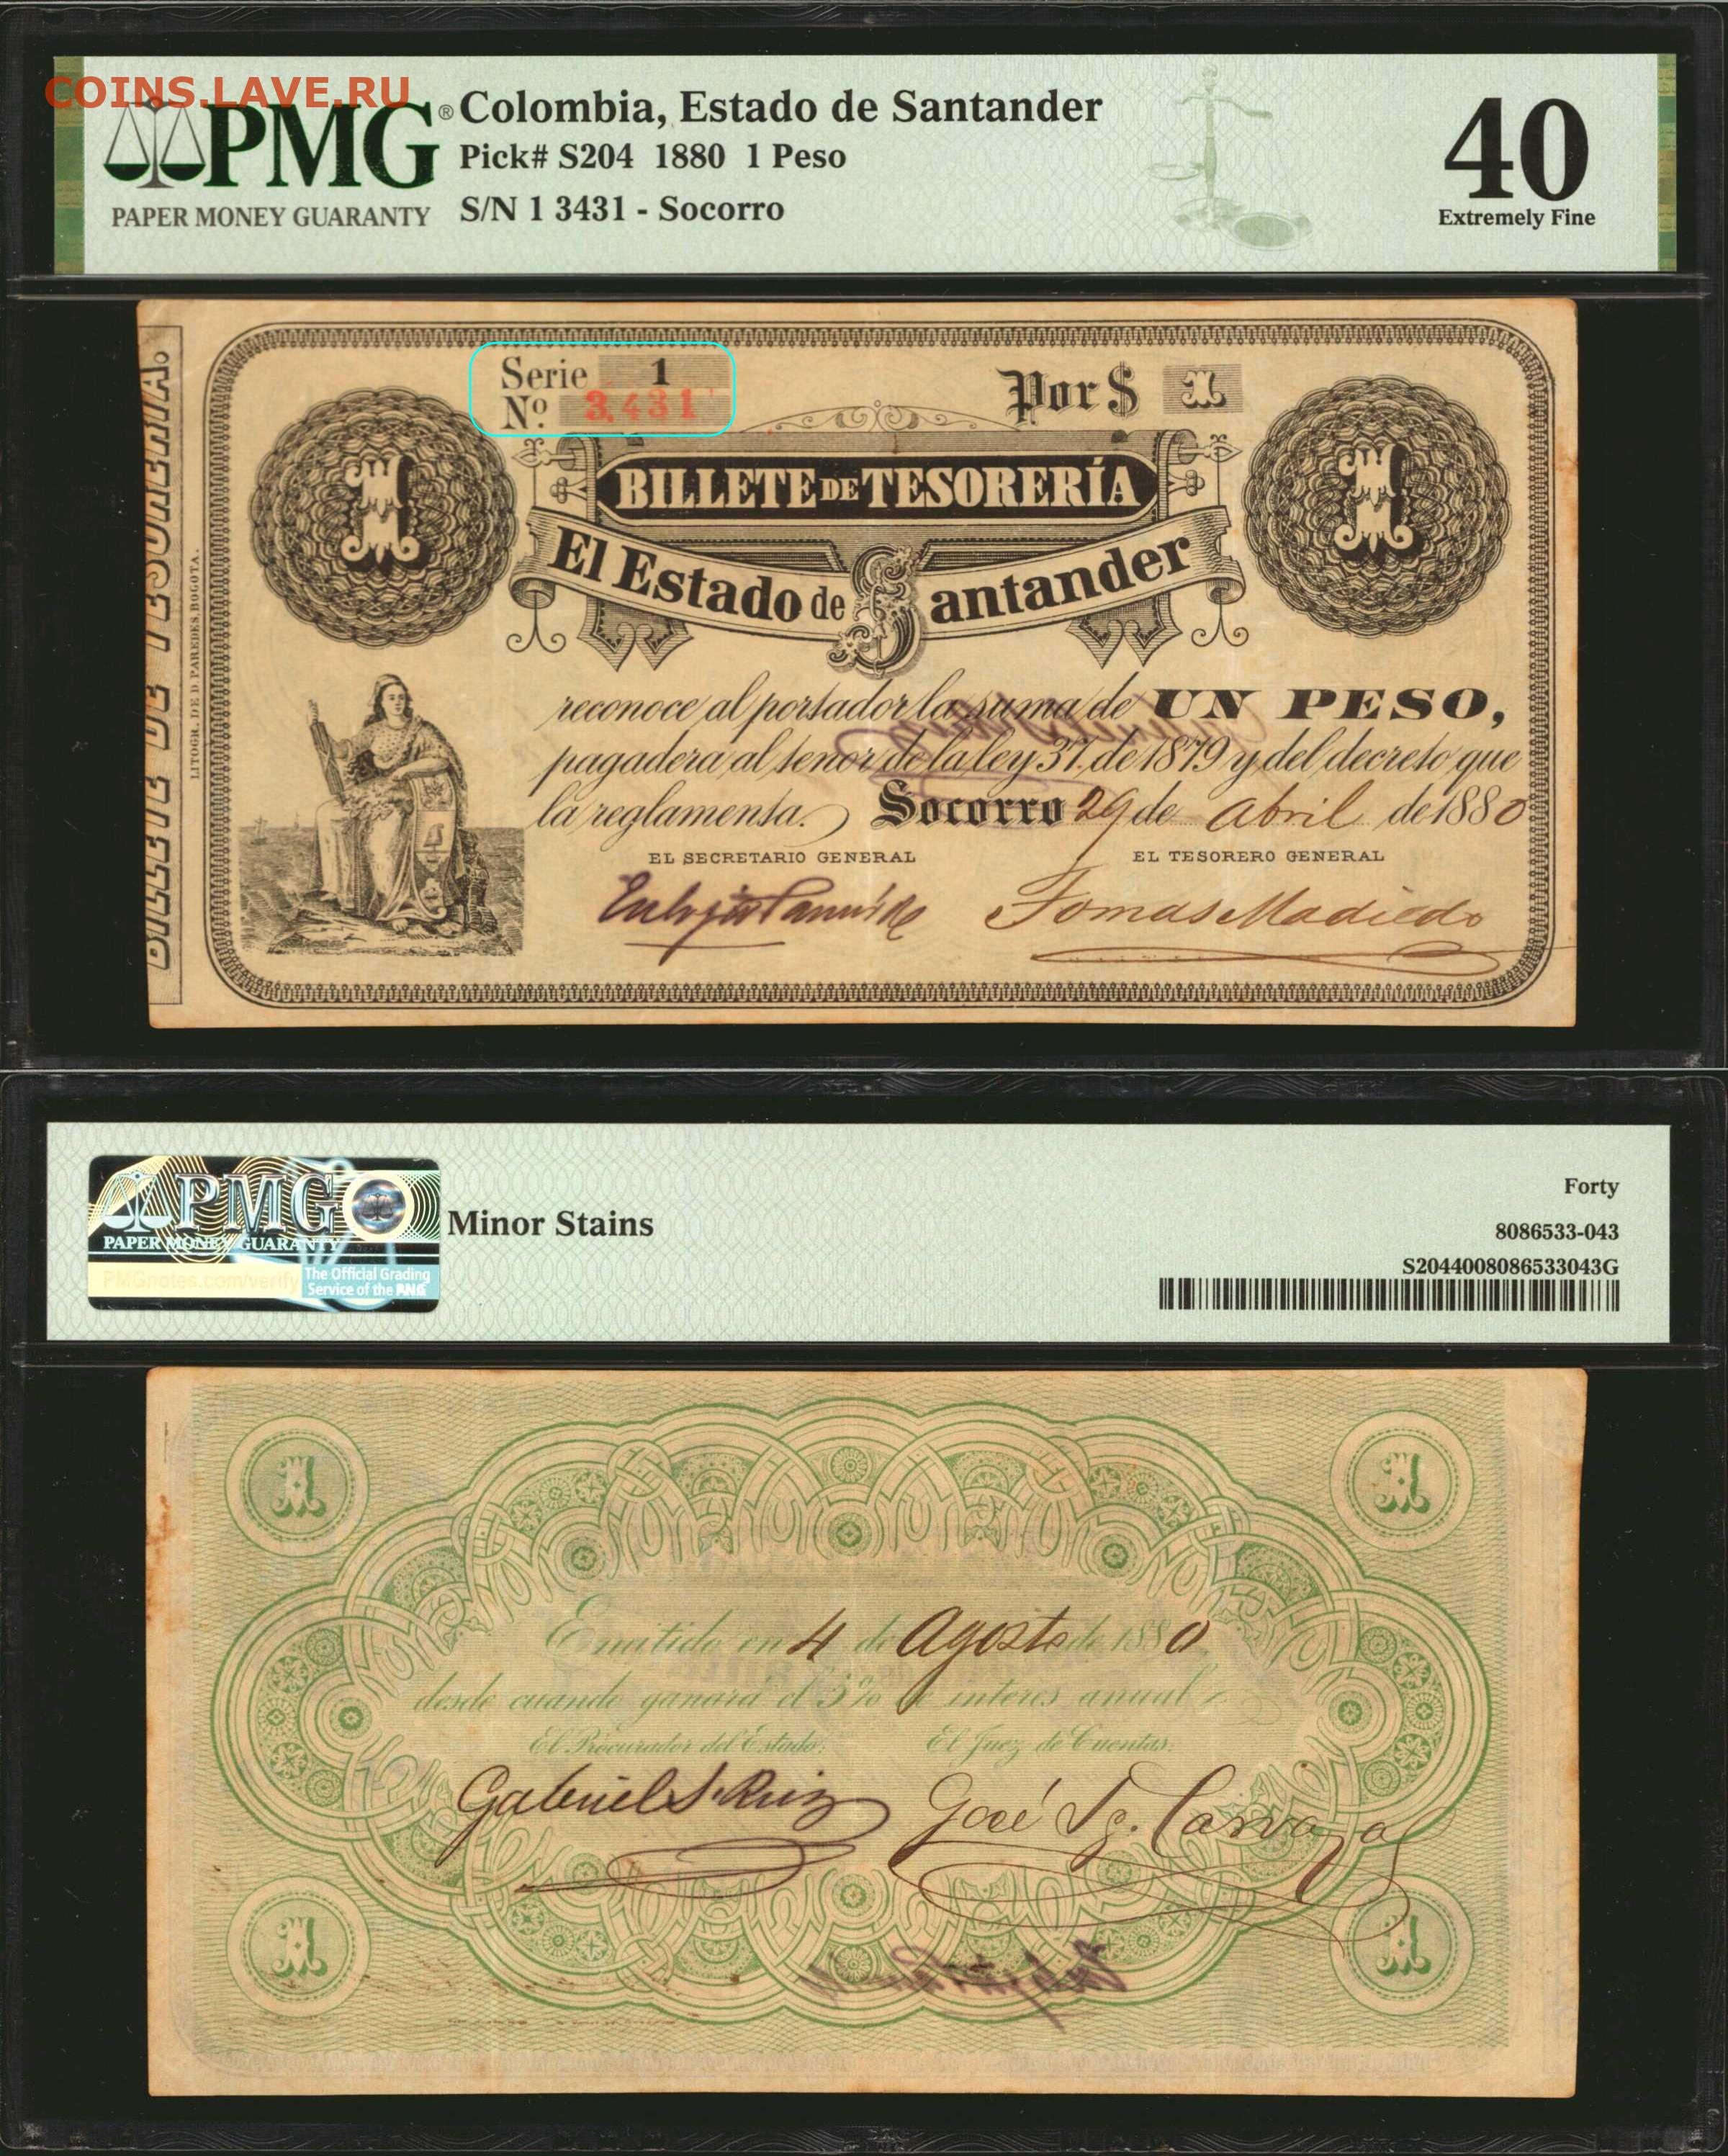 COINS.LAVE.RU
PMG®
PAPER MONEY GUARANTY
Colombia, Estado de Santander
Pick# S204 1880 1 Peso
S/N 1 3431 - Socorro
40
Extremely Fine
Serie 1
No. 3,431
Por $ 1
1
1
BILLETE DE TESORERÍA
El Estado de Santander
BILLETE DE TESORERIA.
LITOGR. DE D. PAREDES, BOGOTA.
reconoce al portador la suma de UN PESO,
pagadera al tenor de la ley 37 de 1879 y del decreto que
la reglamenta. Socorro 29 de abril de 1880
EL SECRETARIO GENERAL
EL TESORERO GENERAL
Tomas Madiedo
PMG
PAPER MONEY GUARANTY
PMGnotes.com/verify
The Official Grading
Service of the PNG
Minor Stains
Forty
8086533-043
S2044008086533043G
1
1
Emitido en 4 de Agosto de 1880
desde cuando ganará el 3% de interes anual
El Procurador del Estado.
El Juez de Cuentas.
Gabriel S. Ruiz
José Ig. Carvajal
1
1